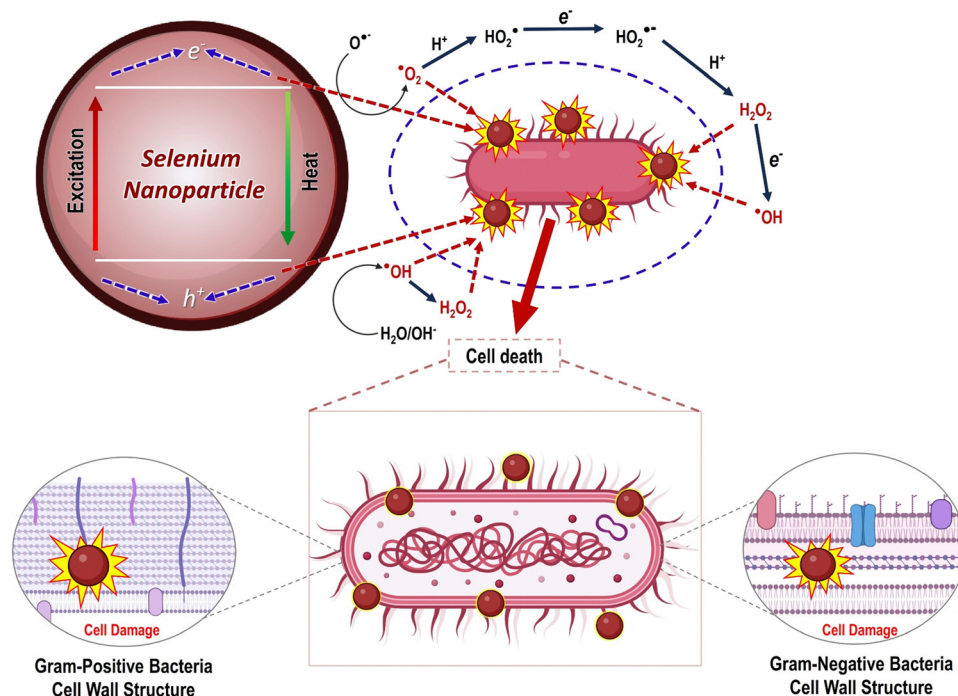 e⁻
Excitation
Selenium
Nanoparticle
Heat
h⁺
O•⁻
•O₂
H⁺
HO₂•
e⁻
HO₂•⁻
H⁺
H₂O₂
e⁻
•OH
•OH
H₂O₂
H₂O/OH⁻
Cell death
Cell Damage
Gram-Positive Bacteria
Cell Wall Structure
Cell Damage
Gram-Negative Bacteria
Cell Wall Structure